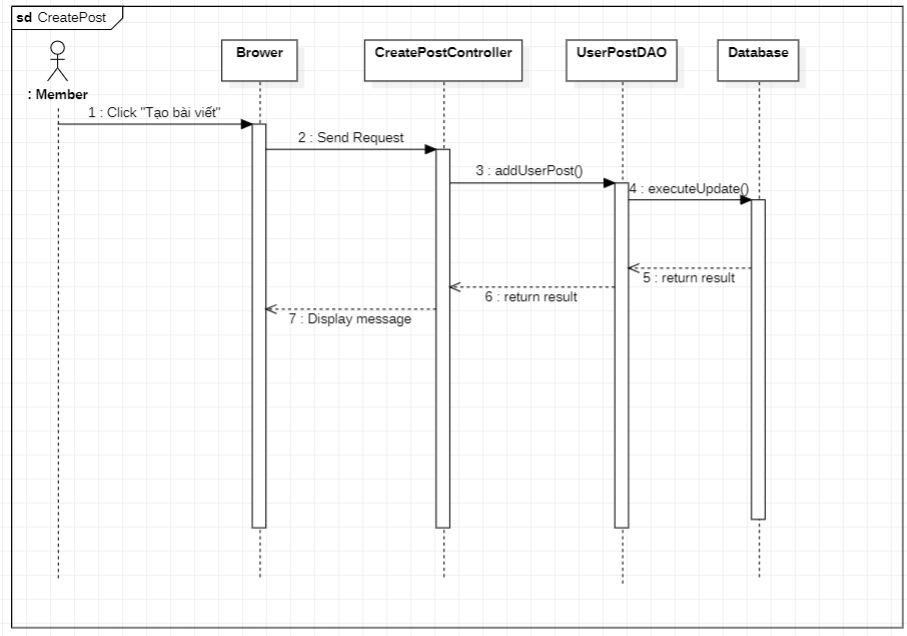 sd CreatePost
Brower
CreatePostController
UserPostDAO
Database
: Member
1 : Click "Tạo bài viết"
2 : Send Request
3 : addUserPost()
4 : executeUpdate()
5 : return result
6 : return result
7 : Display message